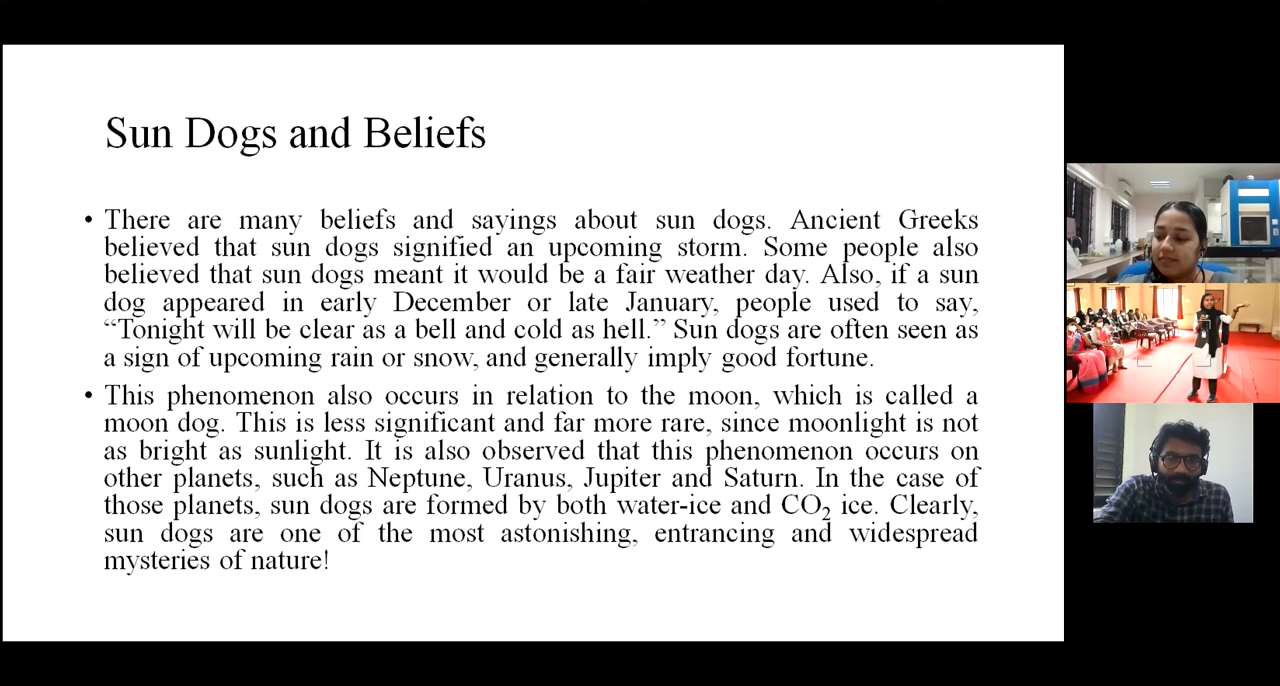 Sun Dogs and Beliefs
• There are many beliefs and sayings about sun dogs. Ancient Greeks
believed that sun dogs signified an upcoming storm. Some people also
believed that sun dogs meant it would be a fair weather day. Also, if a sun
dog appeared in early December or late January, people used to say,
“Tonight will be clear as a bell and cold as hell.” Sun dogs are often seen as
a sign of upcoming rain or snow, and generally imply good fortune.
• This phenomenon also occurs in relation to the moon, which is called a
moon dog. This is less significant and far more rare, since moonlight is not
as bright as sunlight. It is also observed that this phenomenon occurs on
other planets, such as Neptune, Uranus, Jupiter and Saturn. In the case of
those planets, sun dogs are formed by both water-ice and CO₂ ice. Clearly,
sun dogs are one of the most astonishing, entrancing and widespread
mysteries of nature!